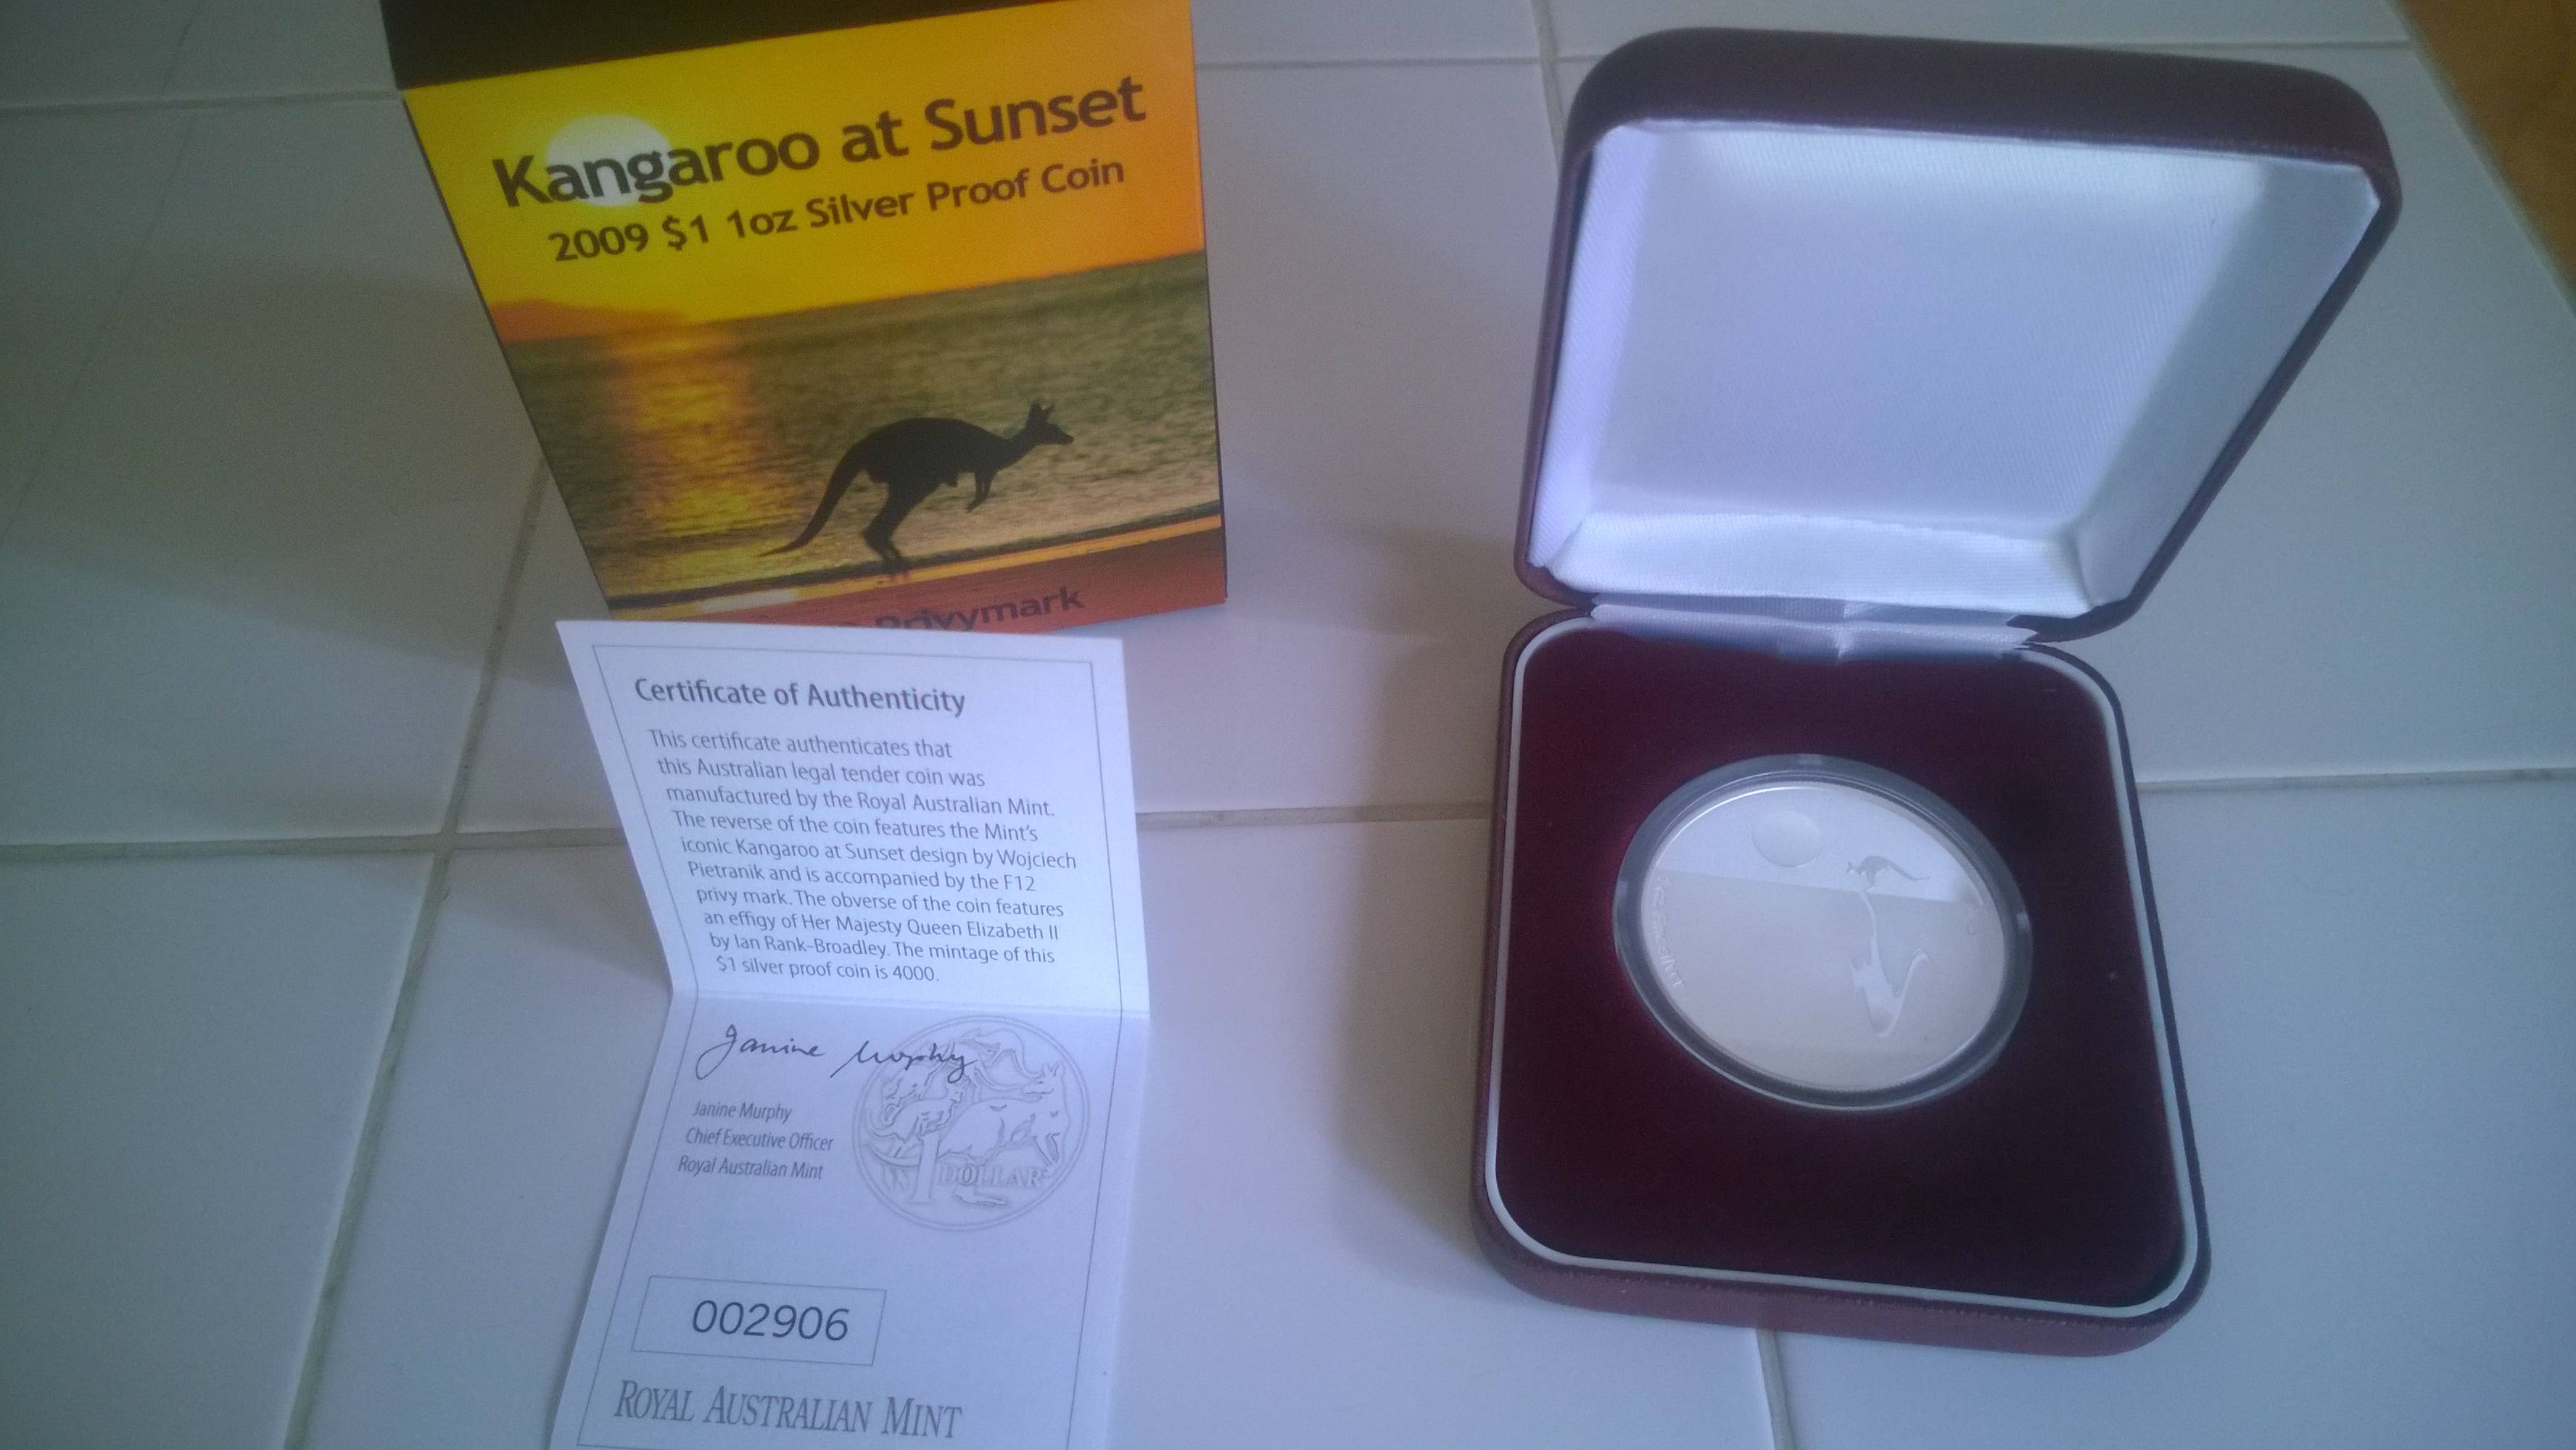 Kangaroo at Sunset
2009 $1 1oz Silver Proof Coin
Privymark
Certificate of Authenticity
This certificate authenticates that
this Australian legal tender coin was
manufactured by the Royal Australian Mint.
The reverse of the coin features the Mint's
iconic Kangaroo at Sunset design by Wojciech
Pietranik and is accompanied by the F12
privy mark. The obverse of the coin features
an effigy of Her Majesty Queen Elizabeth II
by Ian Rank-Broadley. The mintage of this
$1 silver proof coin is 4000.
Janine Murphy
Janine Murphy
Chief Executive Officer
Royal Australian Mint
1 DOLLAR
002906
ROYAL AUSTRALIAN MINT